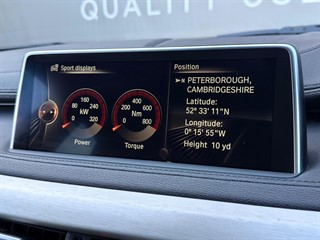 QUALITY
Sport displays
80 160
kW
240
0 320
Power
400
200 600
Nm
0 800
Torque
Position
N PETERBOROUGH,
CAMBRIDGESHIRE
Latitude:
52° 33' 11"N
Longitude:
0° 15' 55"W
Height 10 yd